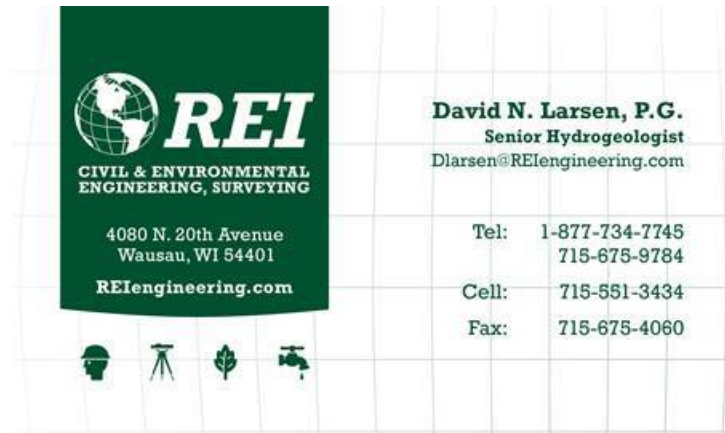 REI
CIVIL & ENVIRONMENTAL
ENGINEERING, SURVEYING
4080 N. 20th Avenue
Wausau, WI 54401
REIengineering.com
David N. Larsen, P.G.
Senior Hydrogeologist
Dlarsen@REIengineering.com
Tel: 1-877-734-7745
715-675-9784
Cell: 715-551-3434
Fax: 715-675-4060